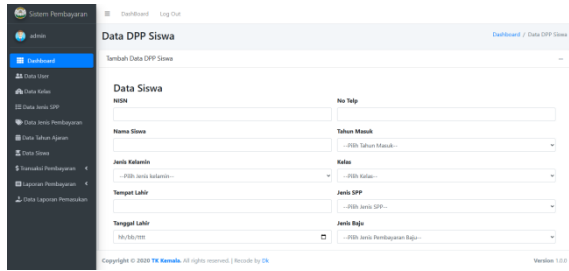 Sistem Pembayaran
Dashboard Log Out
admin
Data DPP Siswa
Dashboard / Data DPP Siswa
Dashboard
Data User
Data Kelas
Data Jenis SPP
Data Jenis Pembayaran
Data Tahun Ajaran
Data Siswa
Transaksi Pembayaran
Laporan Pembayaran
Data Laporan Pemasukan
Tambah Data DPP Siswa
Data Siswa
NISN
No Telp
Nama Siswa
Tahun Masuk
--Pilih Tahun Masuk--
Jenis Kelamin
Kelas
--Pilih Jenis kelamin--
--Pilih Kelas--
Tempat Lahir
Jenis SPP
--Pilih Jenis SPP--
Tanggal Lahir
Jenis Baju
hh/bb/tttt
--Pilih Jenis Pembayaran Baju--
Copyright © 2020 TK Kemala. All rights reserved. | Recode by Dk
Version 1.0.0